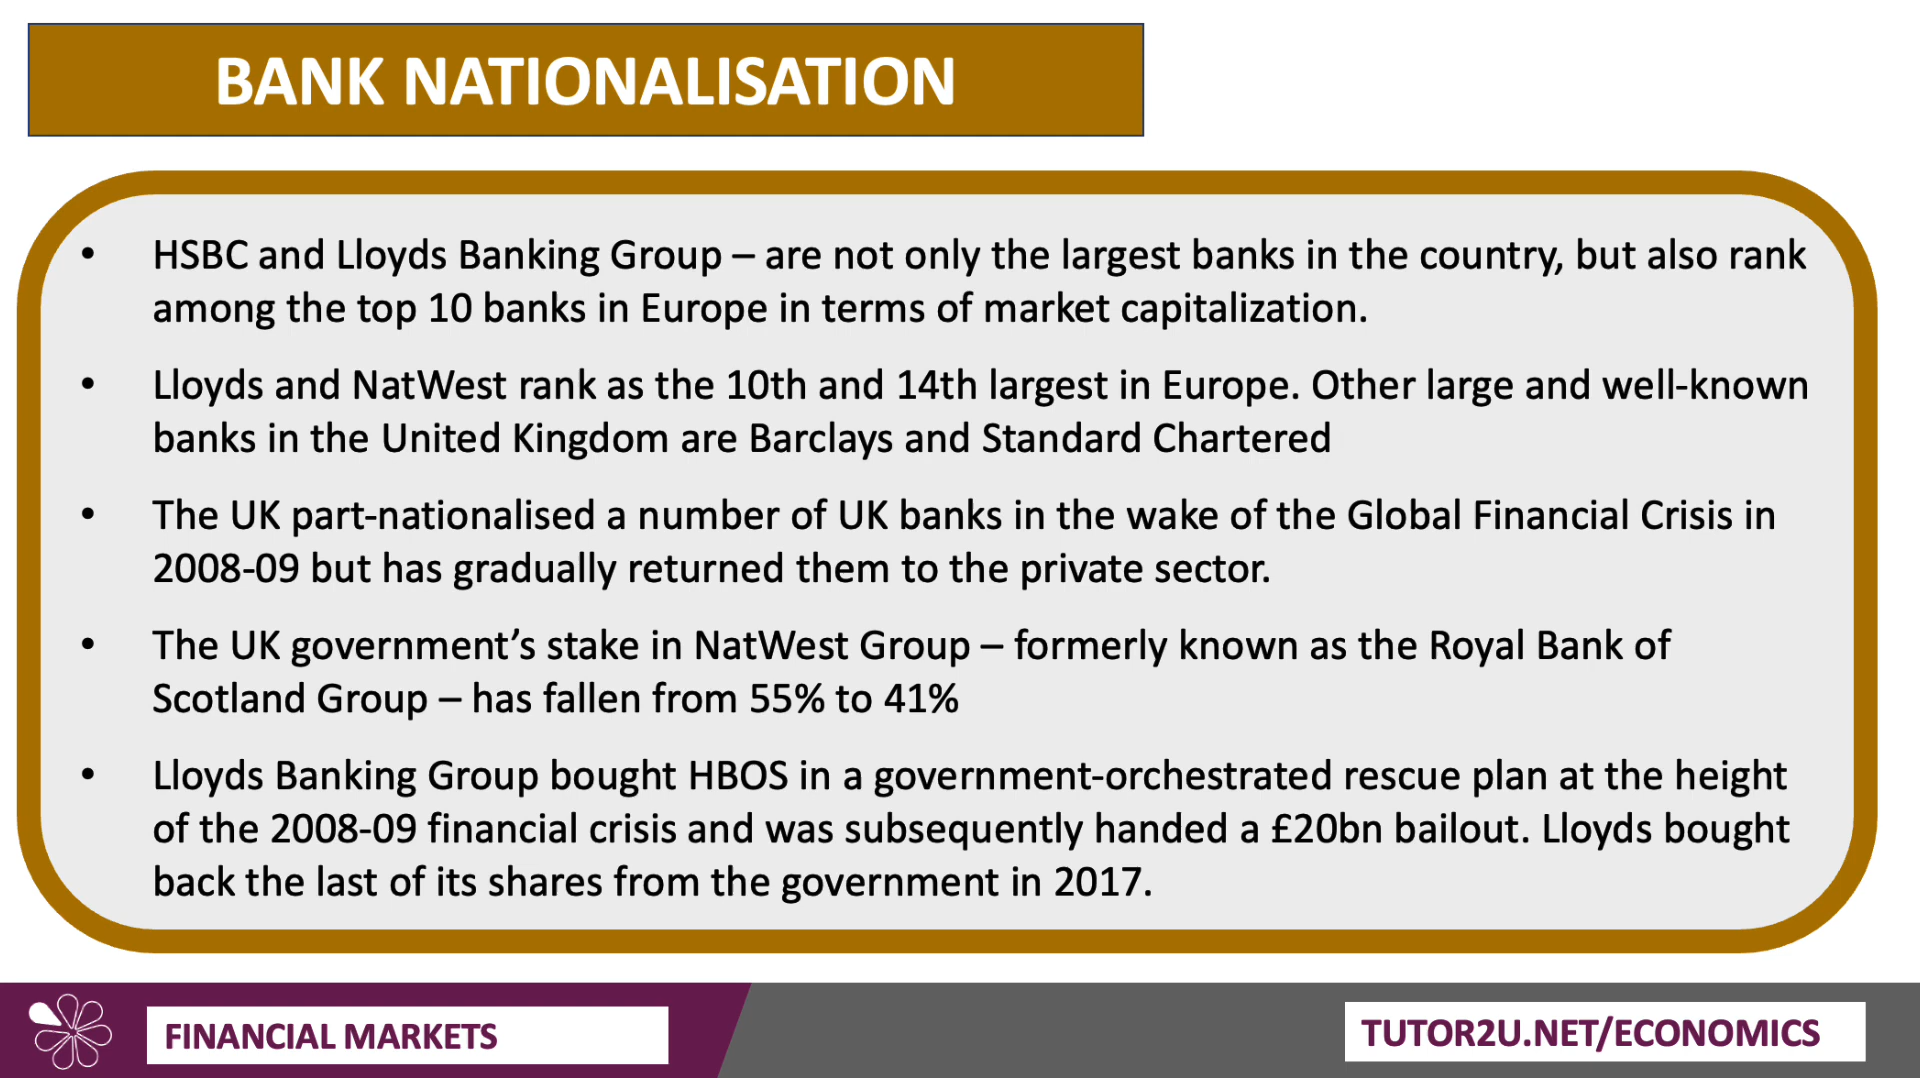 BANK NATIONALISATION
• HSBC and Lloyds Banking Group – are not only the largest banks in the country, but also rank
among the top 10 banks in Europe in terms of market capitalization.
• Lloyds and NatWest rank as the 10th and 14th largest in Europe. Other large and well-known
banks in the United Kingdom are Barclays and Standard Chartered
• The UK part-nationalised a number of UK banks in the wake of the Global Financial Crisis in
2008-09 but has gradually returned them to the private sector.
• The UK government’s stake in NatWest Group – formerly known as the Royal Bank of
Scotland Group – has fallen from 55% to 41%
• Lloyds Banking Group bought HBOS in a government-orchestrated rescue plan at the height
of the 2008-09 financial crisis and was subsequently handed a £20bn bailout. Lloyds bought
back the last of its shares from the government in 2017.
FINANCIAL MARKETS
TUTOR2U.NET/ECONOMICS